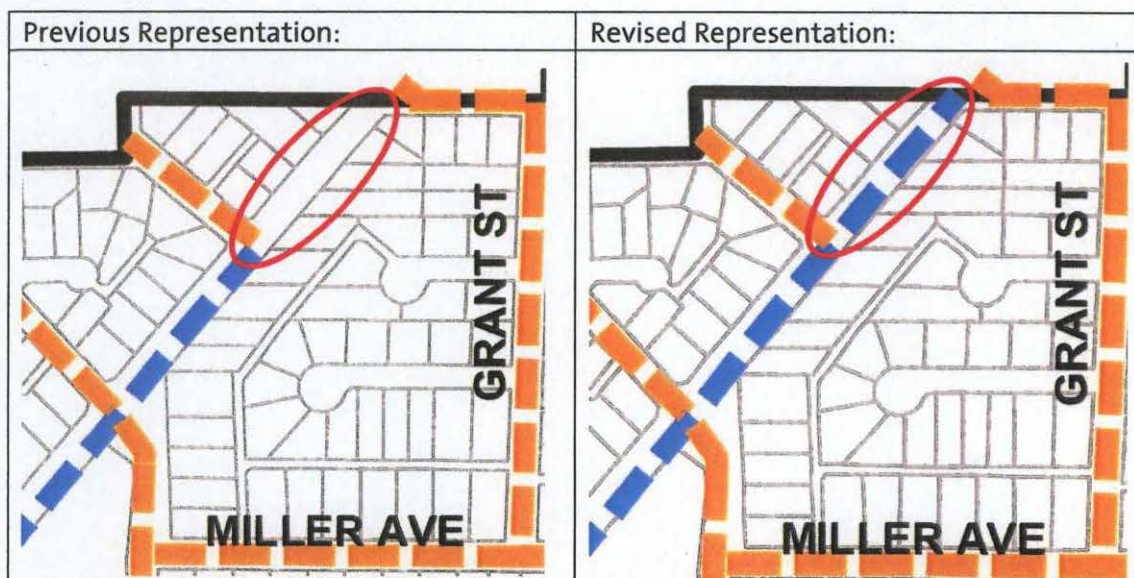 Previous Representation:
Revised Representation:
GRANT ST
MILLER AVE
GRANT ST
MILLER AVE